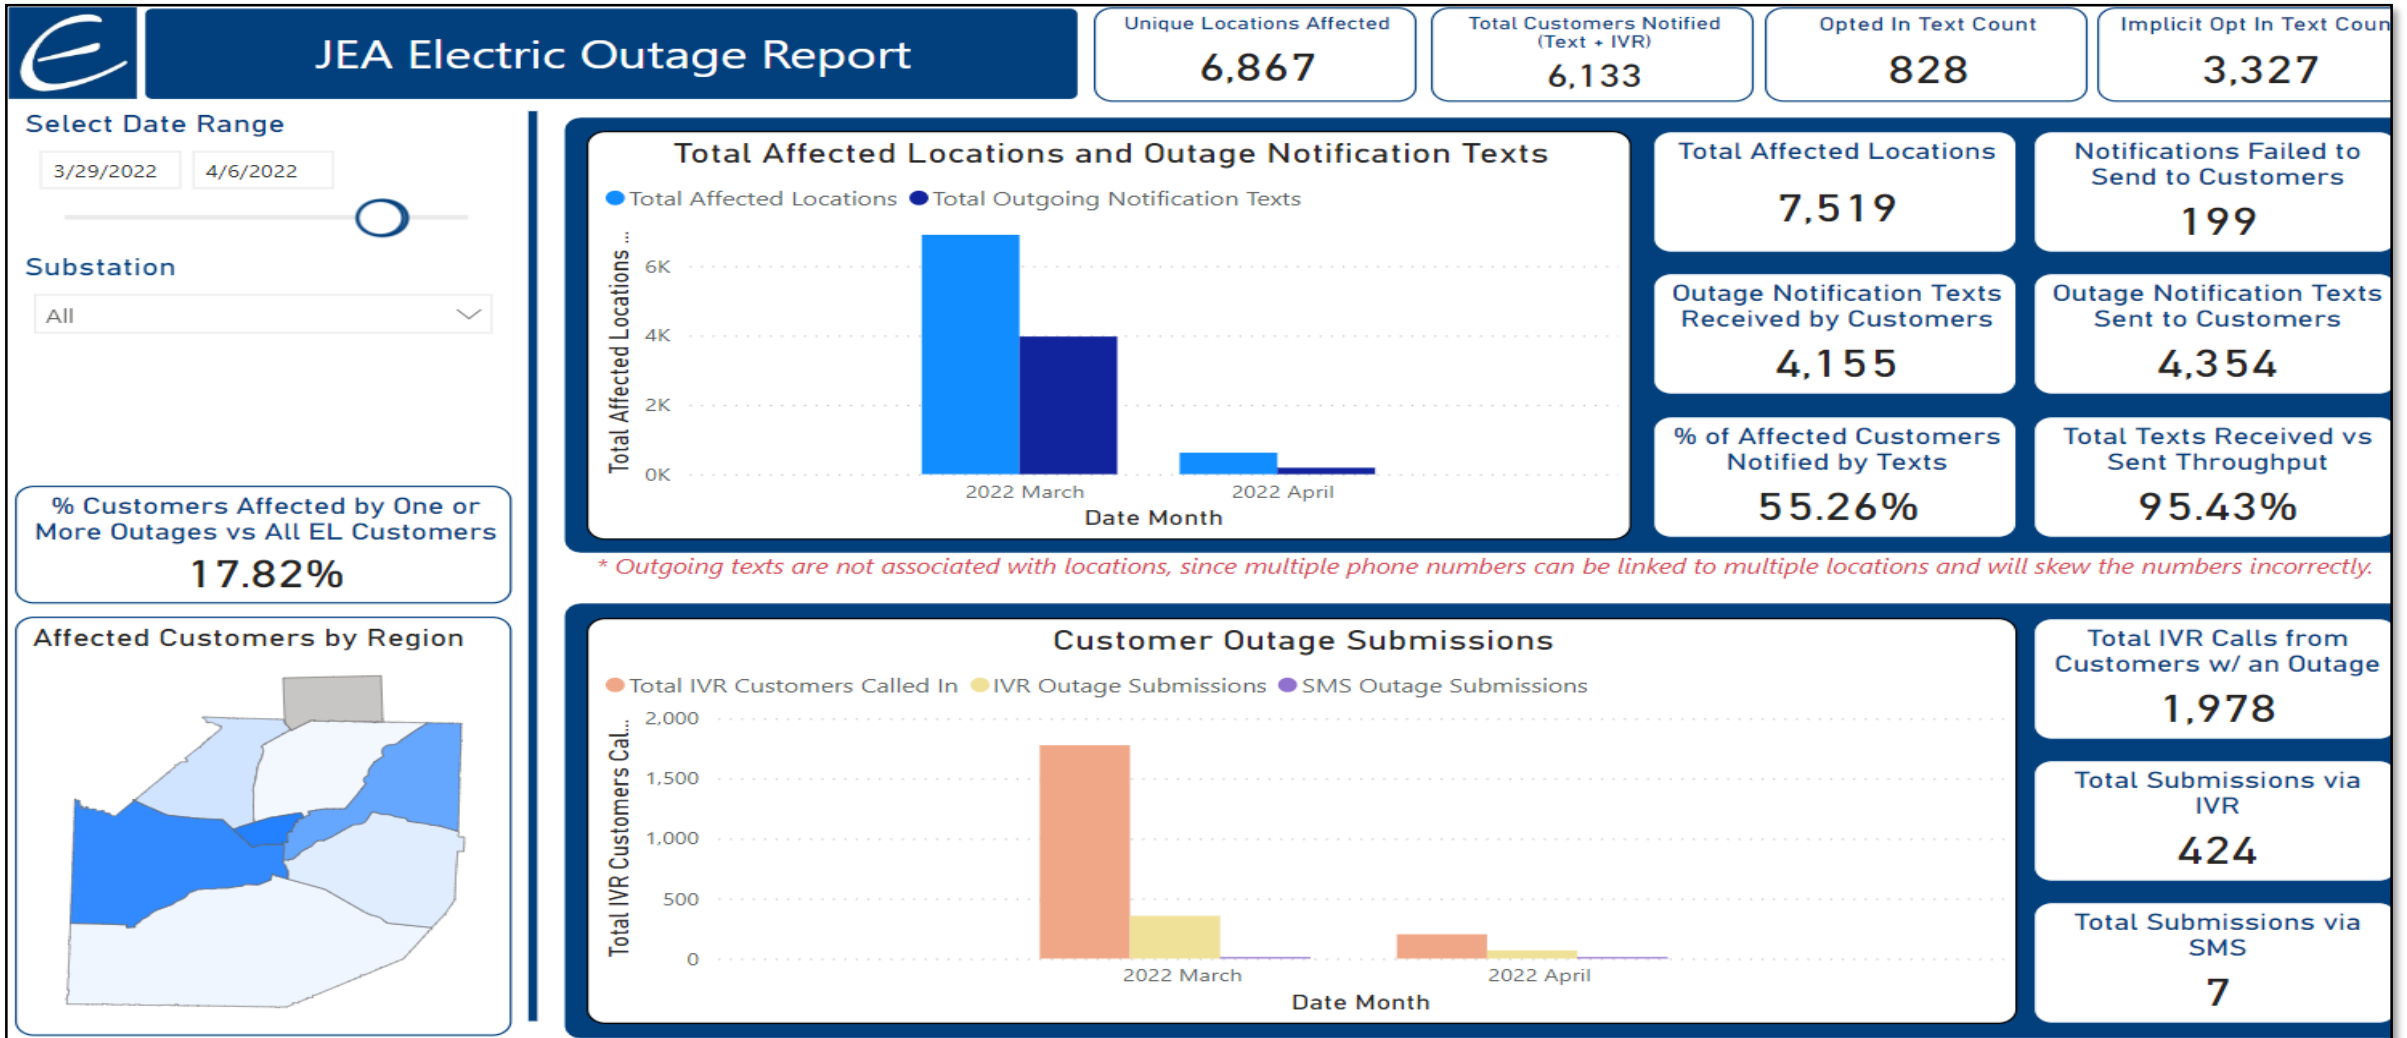 JEA Electric Outage Report
Unique Locations Affected
6,867
Total Customers Notified
(Text + IVR)
6,133
Opted In Text Count
828
Implicit Opt In Text Coun
3,327
Select Date Range
3/29/2022
4/6/2022
Substation
All
% Customers Affected by One or
More Outages vs All EL Customers
17.82%
Affected Customers by Region
Total Affected Locations and Outage Notification Texts
Total Affected Locations
Total Outgoing Notification Texts
Total Affected Locations ...
6K
4K
2K
0K
2022 March
2022 April
Date Month
Total Affected Locations
7,519
Notifications Failed to
Send to Customers
199
Outage Notification Texts
Received by Customers
4,155
Outage Notification Texts
Sent to Customers
4,354
% of Affected Customers
Notified by Texts
55.26%
Total Texts Received vs
Sent Throughput
95.43%
* Outgoing texts are not associated with locations, since multiple phone numbers can be linked to multiple locations and will skew the numbers incorrectly.
Customer Outage Submissions
Total IVR Customers Called In
IVR Outage Submissions
SMS Outage Submissions
Total IVR Customers Cal...
2,000
1,500
1,000
500
0
2022 March
2022 April
Date Month
Total IVR Calls from
Customers w/ an Outage
1,978
Total Submissions via
IVR
424
Total Submissions via
SMS
7